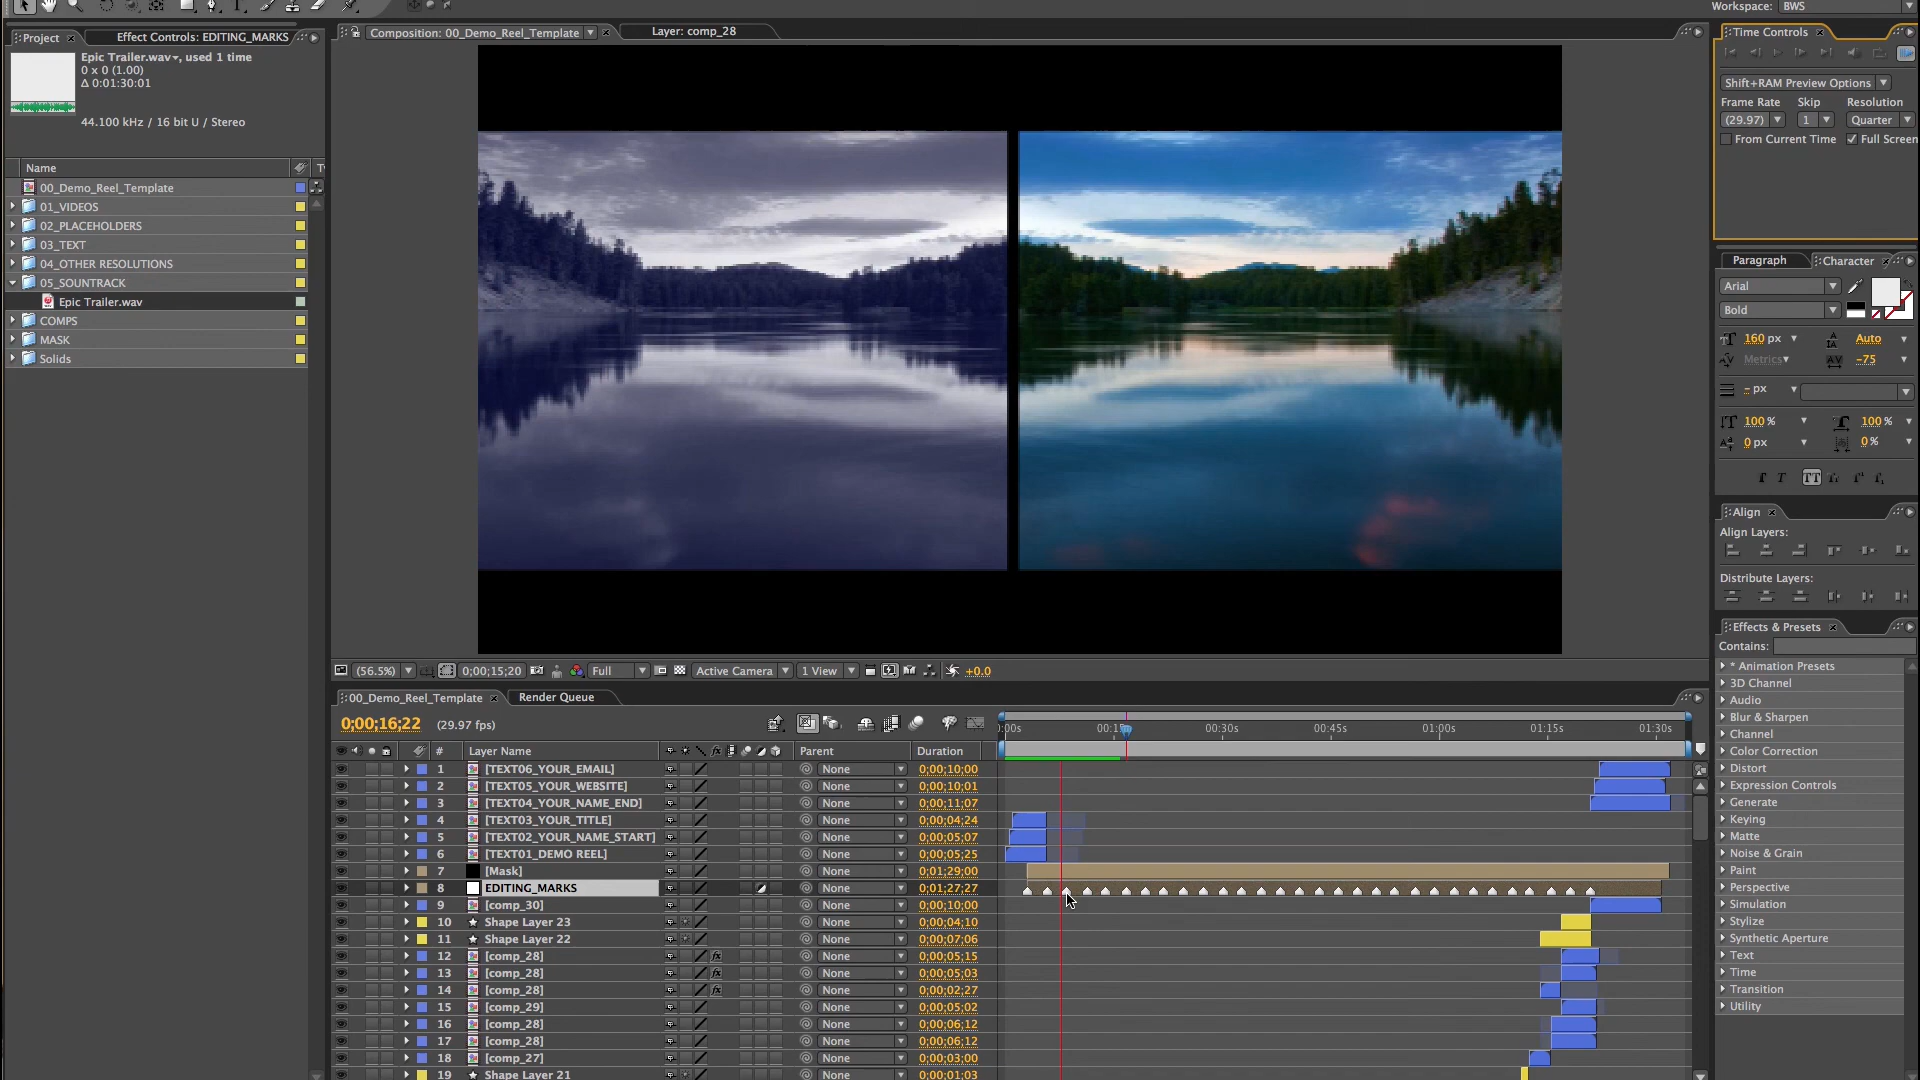 Workspace: BWS
Project
Effect Controls: EDITING_MARKS
Epic Trailer.wav, used 1 time
0 x 0 (1.00)
Δ 0:01:30:01
44.100 kHz / 16 bit U / Stereo
Name
00_Demo_Reel_Template
01_VIDEOS
02_PLACEHOLDERS
03_TEXT
04_OTHER RESOLUTIONS
05_SOUNTRACK
Epic Trailer.wav
COMPS
MASK
Solids
Composition: 00_Demo_Reel_Template
Layer: comp_28
(56.5%)
0;00;15;20
Full
Active Camera
1 View
+0.0
Time Controls
Shift+RAM Preview Options
Frame Rate Skip Resolution
(29.97) 1 Quarter
From Current Time Full Screen
Paragraph Character
Arial
Bold
160 px Auto
Metrics -75
- px
100 % 100 %
0 px 0 %
Align
Align Layers:
Distribute Layers:
Effects & Presets
Contains:
* Animation Presets
3D Channel
Audio
Blur & Sharpen
Channel
Color Correction
Distort
Expression Controls
Generate
Keying
Matte
Noise & Grain
Paint
Perspective
Simulation
Stylize
Synthetic Aperture
Text
Time
Transition
Utility
00_Demo_Reel_Template
Render Queue
0;00;16;22 (29.97 fps)
:00s 00:15s 00:30s 00:45s 01:00s 01:15s 01:30s
# Layer Name Parent Duration
1 [TEXT06_YOUR_EMAIL] None 0;00;10;00
2 [TEXT05_YOUR_WEBSITE] None 0;00;10;01
3 [TEXT04_YOUR_NAME_END] None 0;00;11;07
4 [TEXT03_YOUR_TITLE] None 0;00;04;24
5 [TEXT02_YOUR_NAME_START] None 0;00;05;07
6 [TEXT01_DEMO REEL] None 0;00;05;25
7 [Mask] None 0;01;29;00
8 EDITING_MARKS None 0;01;27;27
9 [comp_30] None 0;00;10;00
10 Shape Layer 23 None 0;00;04;10
11 Shape Layer 22 None 0;00;07;06
12 [comp_28] None 0;00;05;15
13 [comp_28] None 0;00;05;03
14 [comp_28] None 0;00;02;27
15 [comp_29] None 0;00;05;02
16 [comp_28] None 0;00;06;12
17 [comp_28] None 0;00;06;12
18 [comp_27] None 0;00;03;00
19 Shape Layer 21 None 0;00;01;03